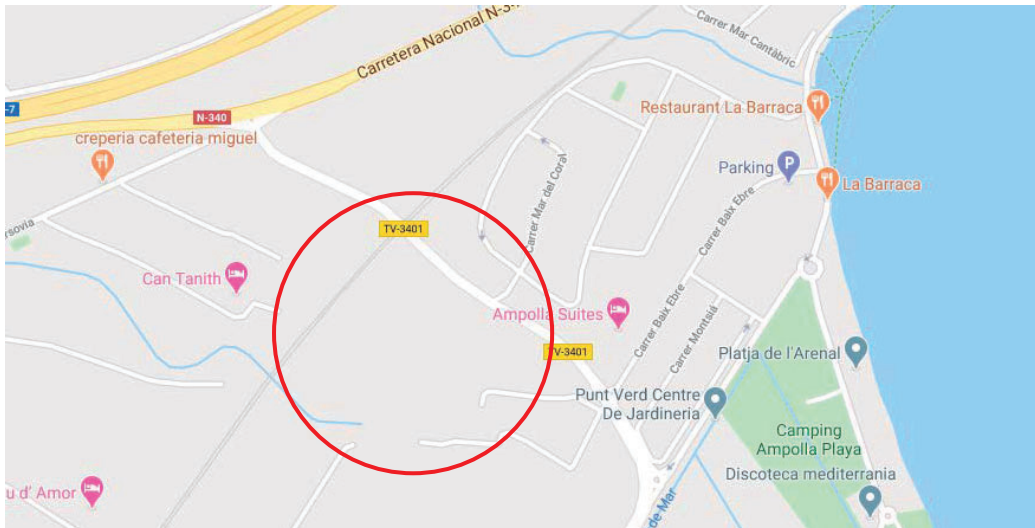 Carrer Mar Cantàbric
Carretera Nacional N-3
-7
N-340
Restaurant La Barraca
creperia cafeteria miguel
Parking
P
La Barraca
Carrer Mar del Coral
Carrer Baix Ebre
rsovia
TV-3401
Can Tanith
Ampolla Suites
Carrer Baix Ebre
Carrer Montsià
TV-3401
Platja de l'Arenal
Punt Verd Centre
De Jardineria
Camping
Ampolla Playa
Discoteca mediterrania
u d' Amor
de Mar